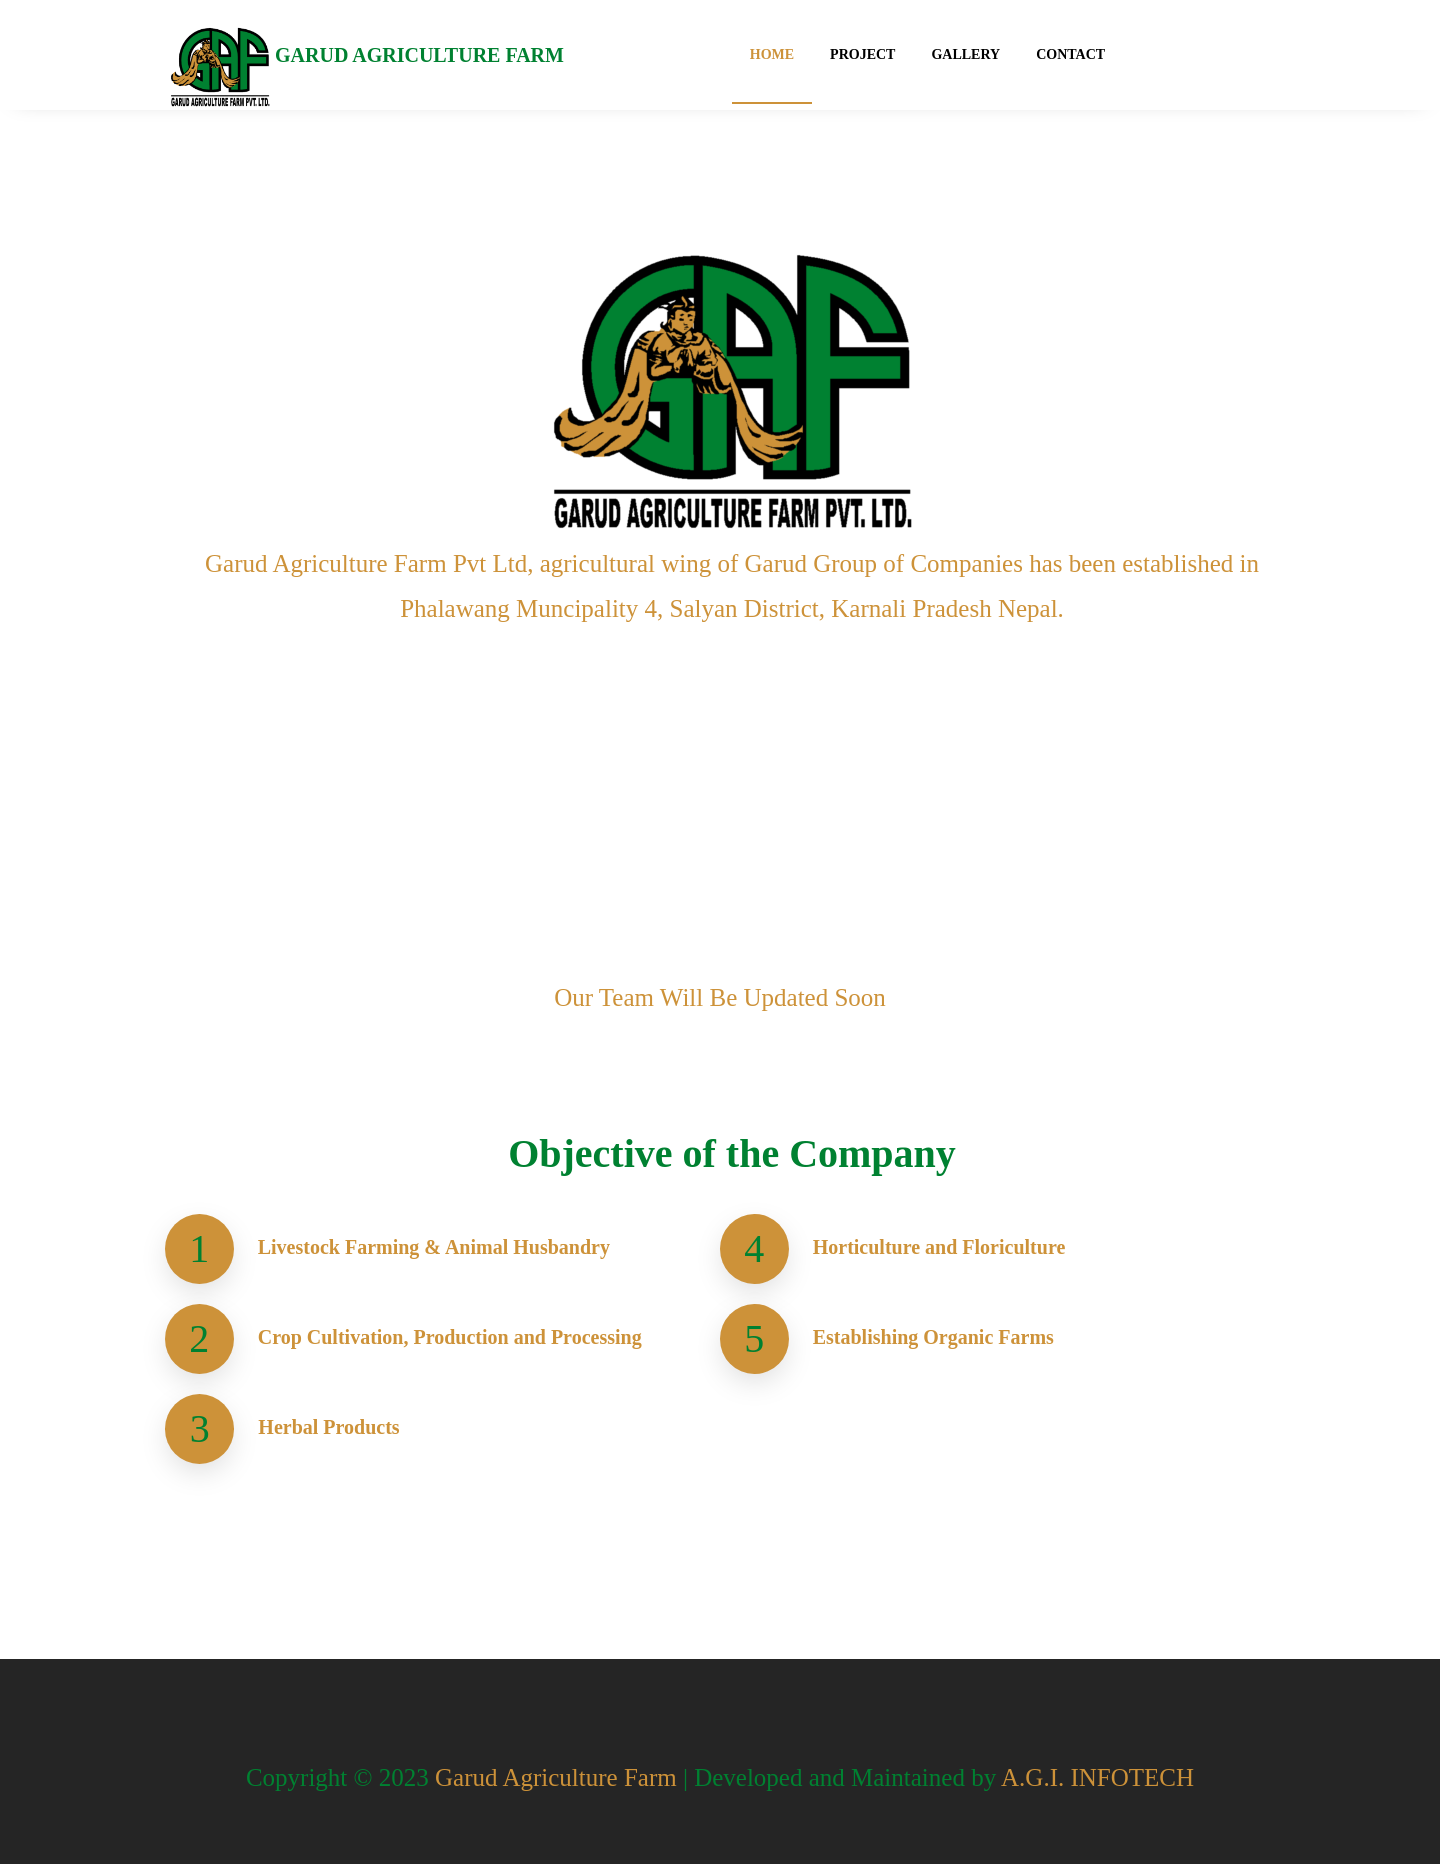 GAF
GARUD AGRICULTURE FARM PVT. LTD.
GARUD AGRICULTURE FARM
HOME
PROJECT
GALLERY
CONTACT
GAF
GARUD AGRICULTURE FARM PVT. LTD.
Garud Agriculture Farm Pvt Ltd, agricultural wing of Garud Group of Companies has been established in
Phalawang Muncipality 4, Salyan District, Karnali Pradesh Nepal.
Our Team Will Be Updated Soon
Objective of the Company
1 Livestock Farming & Animal Husbandry
2 Crop Cultivation, Production and Processing
3 Herbal Products
4 Horticulture and Floriculture
5 Establishing Organic Farms
Copyright © 2023 Garud Agriculture Farm | Developed and Maintained by A.G.I. INFOTECH